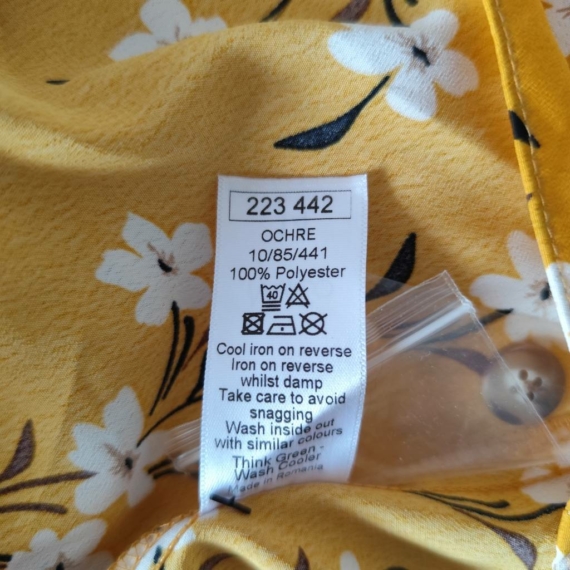 223 442
OCHRE
10/85/441
100% Polyester
40
Cool iron on reverse
Iron on reverse
whilst damp
Take care to avoid
snagging
Wash inside out
with similar colours
Think Green -
Wash Cooler
Made in Romania